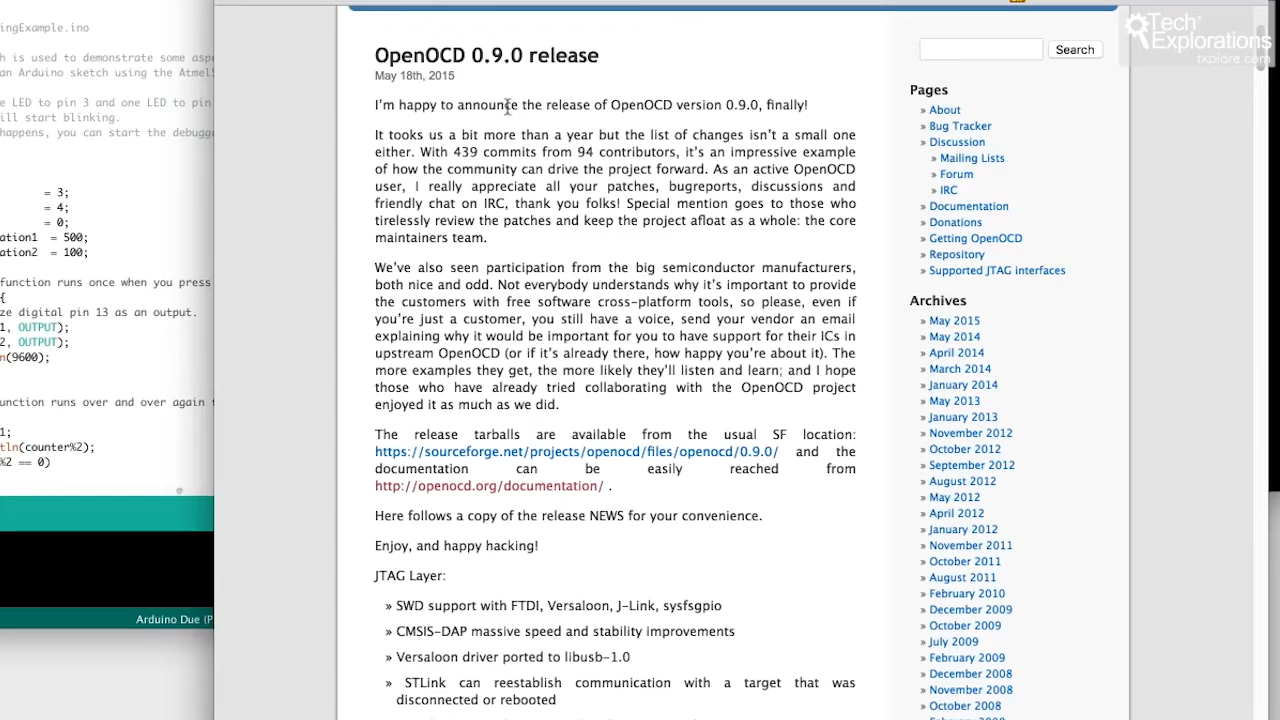 ingExample.ino
h is used to demonstrate some aspe
an Arduino sketch using the Atmel
e LED to pin 3 and one LED to pin
ill start blinking.
happens, you can start the debugge
= 3;
= 4;
= 0;
ation1 = 500;
ation2 = 100;
function runs once when you press
{
ze digital pin 13 as an output.
1, OUTPUT);
2, OUTPUT);
n(9600);
unction runs over and over again
1;
tln(counter%2);
%2 == 0)
Arduino Due (P
OpenOCD 0.9.0 release
May 18th, 2015
I'm happy to announce the release of OpenOCD version 0.9.0, finally!
It tooks us a bit more than a year but the list of changes isn't a small one
either. With 439 commits from 94 contributors, it's an impressive example
of how the community can drive the project forward. As an active OpenOCD
user, I really appreciate all your patches, bugreports, discussions and
friendly chat on IRC, thank you folks! Special mention goes to those who
tirelessly review the patches and keep the project afloat as a whole: the core
maintainers team.
We've also seen participation from the big semiconductor manufacturers,
both nice and odd. Not everybody understands why it's important to provide
the customers with free software cross-platform tools, so please, even if
you're just a customer, you still have a voice, send your vendor an email
explaining why it would be important for you to have support for their ICs in
upstream OpenOCD (or if it's already there, how happy you're about it). The
more examples they get, the more likely they'll listen and learn; and I hope
those who have already tried collaborating with the OpenOCD project
enjoyed it as much as we did.
The release tarballs are available from the usual SF location:
https://sourceforge.net/projects/openocd/files/openocd/0.9.0/ and the
documentation can be easily reached from
http://openocd.org/documentation/ .
Here follows a copy of the release NEWS for your convenience.
Enjoy, and happy hacking!
JTAG Layer:
» SWD support with FTDI, Versaloon, J-Link, sysfsgpio
» CMSIS-DAP massive speed and stability improvements
» Versaloon driver ported to libusb-1.0
» STLink can reestablish communication with a target that was
disconnected or rebooted
Search
Tech
Explorations
txplore.com
Pages
» About
» Bug Tracker
» Discussion
» Mailing Lists
» Forum
» IRC
» Documentation
» Donations
» Getting OpenOCD
» Repository
» Supported JTAG interfaces
Archives
» May 2015
» May 2014
» April 2014
» March 2014
» January 2014
» May 2013
» January 2013
» November 2012
» October 2012
» September 2012
» August 2012
» May 2012
» April 2012
» January 2012
» November 2011
» October 2011
» August 2011
» February 2010
» December 2009
» October 2009
» July 2009
» February 2009
» December 2008
» November 2008
» October 2008